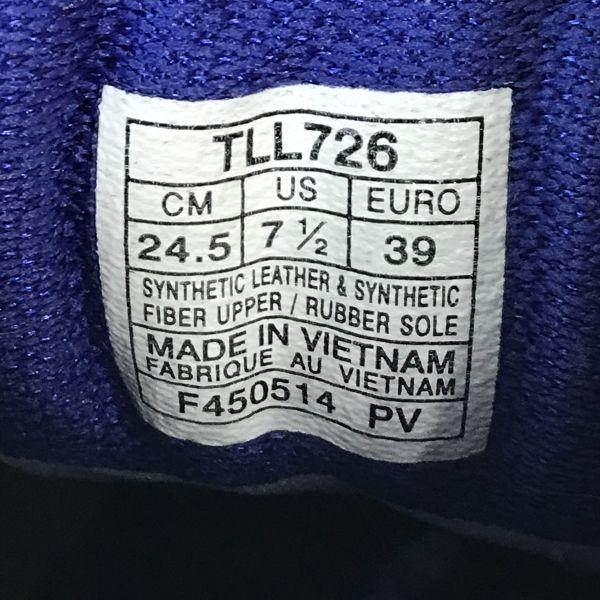 TLL726
CM US EURO
24.5 7 ½ 39
SYNTHETIC LEATHER & SYNTHETIC
FIBER UPPER / RUBBER SOLE
MADE IN VIETNAM
FABRIQUE AU VIETNAM
F450514 PV